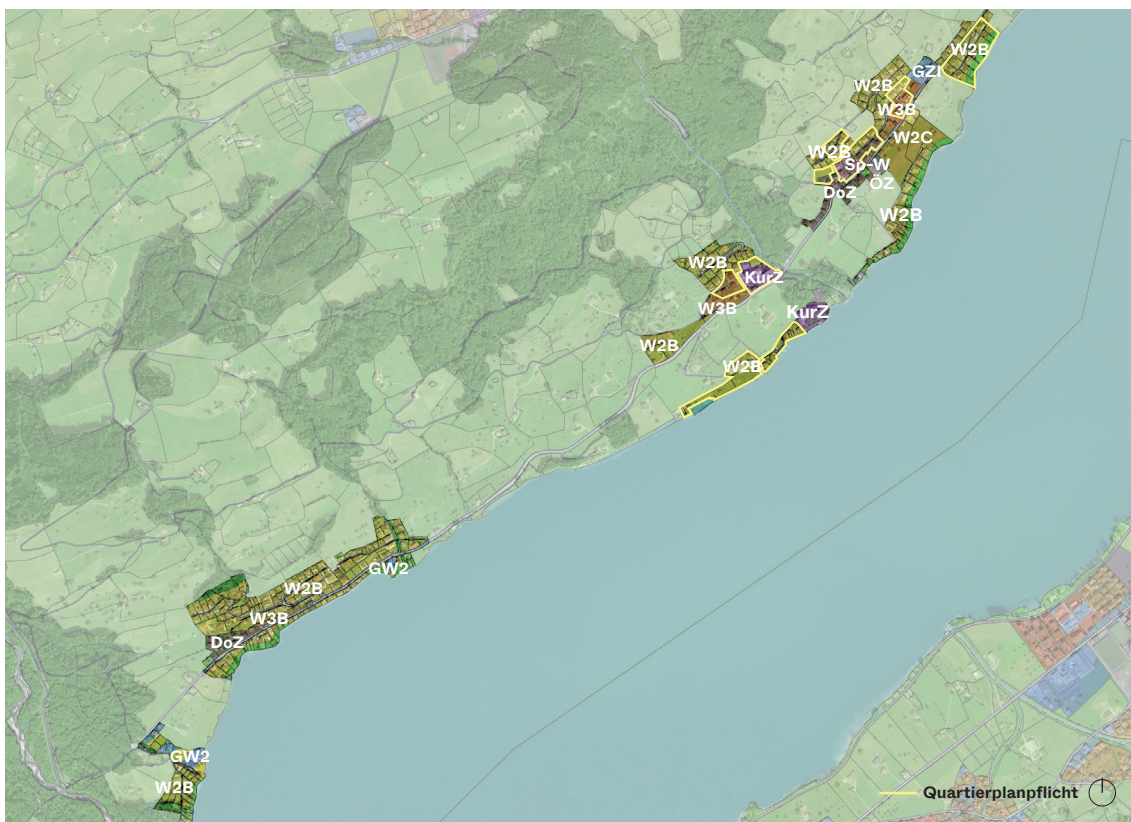 W2B
GZI
W2B
W3B
W2C
W2B
Sp-W
ÖZ
DoZ
W2B
W2B
KurZ
W3B
KurZ
W2B
W2B
GW2
W2B
W3B
DoZ
GW2
W2B
Quartierplanpflicht